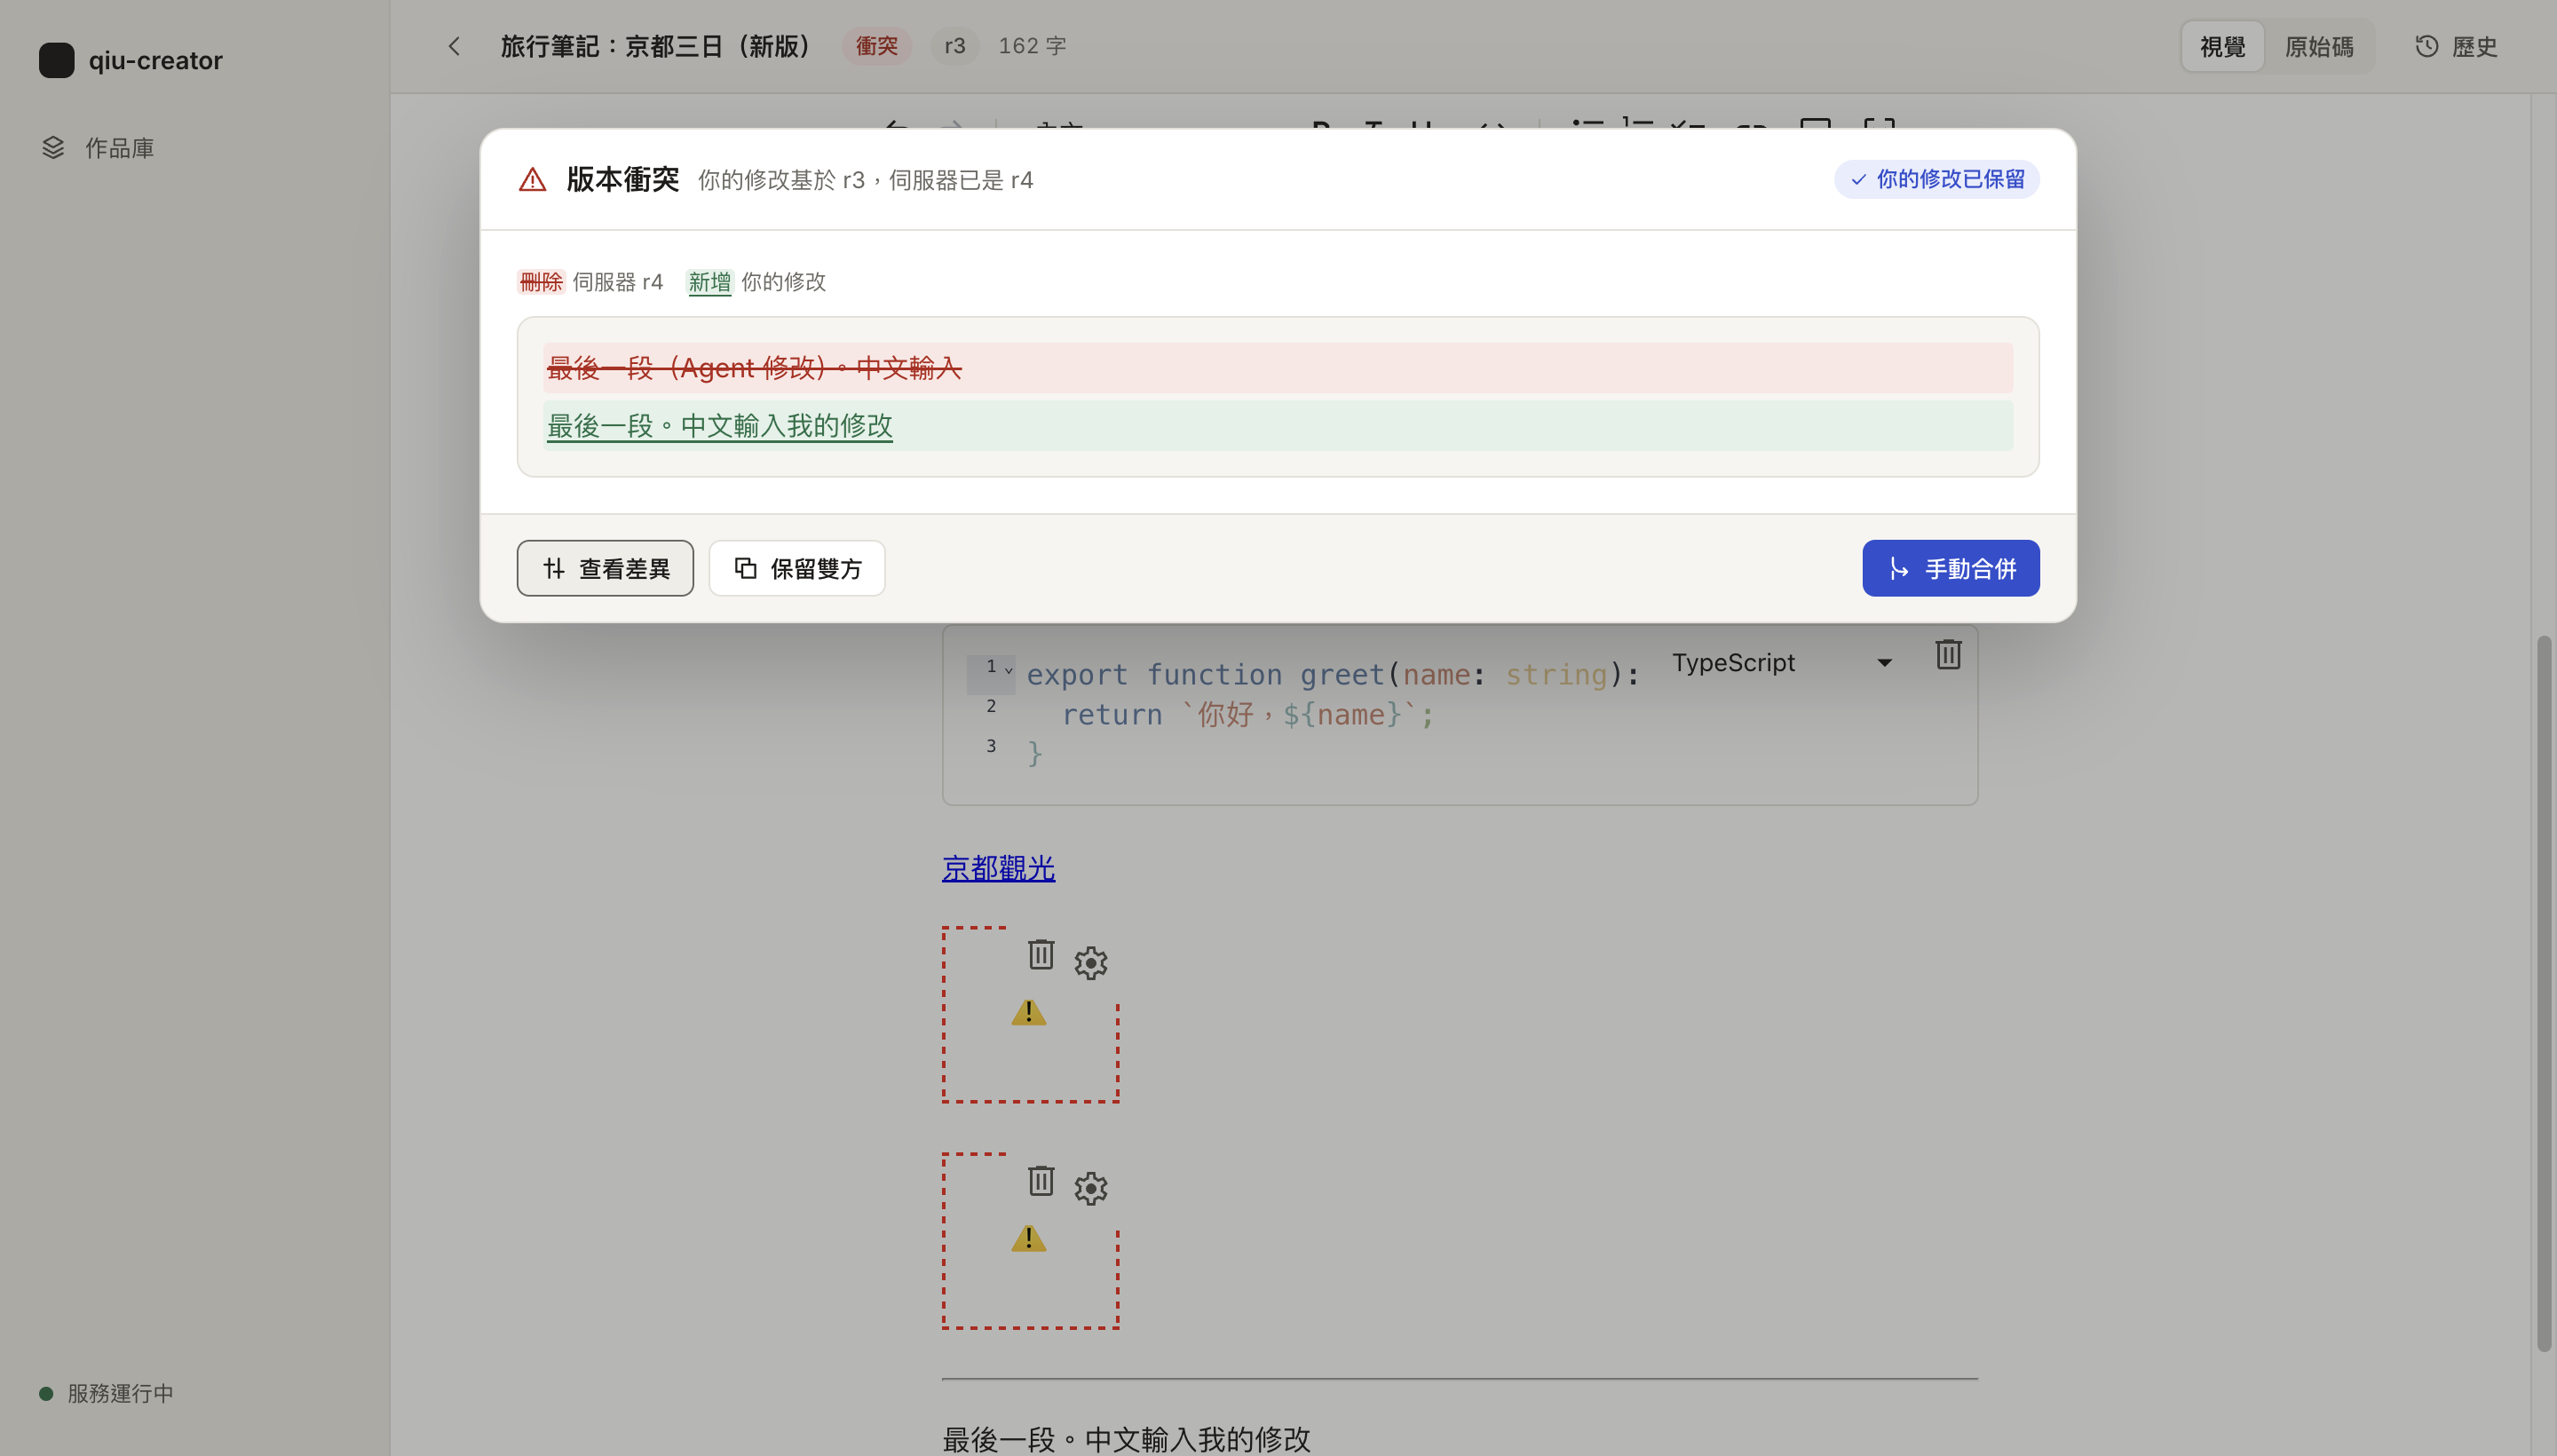 qiu-creator
作品庫
服務運行中
旅行筆記：京都三日（新版） 衝突 r3 162 字
視覺 原始碼 歷史
版本衝突 你的修改基於 r3，伺服器已是 r4
你的修改已保留
刪除 伺服器 r4 新增 你的修改
最後一段（Agent 修改）。中文輸入
最後一段。中文輸入我的修改
查看差異 保留雙方 手動合併
TypeScript
1 export function greet(name: string):
2 return `你好，${name}`;
3 }
京都觀光
最後一段。中文輸入我的修改